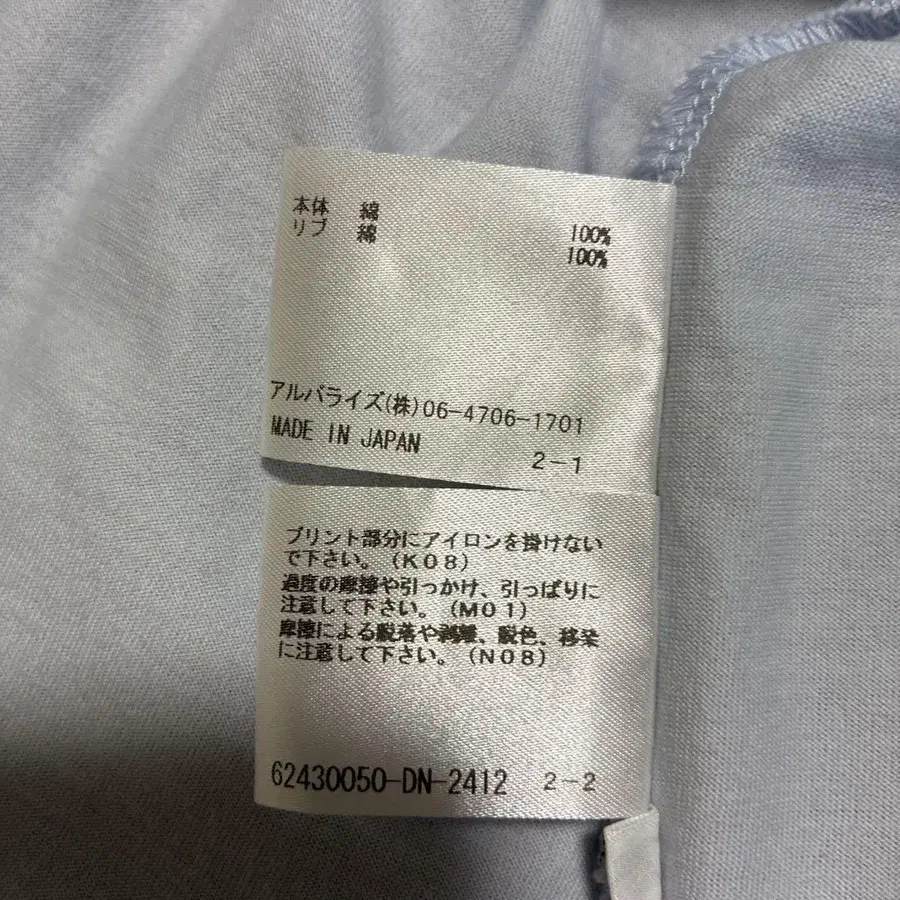 本体 綿 100%
リブ 綿 100%
アルバライズ(株)06-4706-1701
MADE IN JAPAN
2-1
プリント部分にアイロンを掛けない
で下さい。(K08)
過度の摩擦や引っかけ、引っぱりに
注意して下さい。(M01)
摩擦による脱落や剥離、脱色、移染
に注意して下さい。(N08)
62430050-DN-2412 2-2